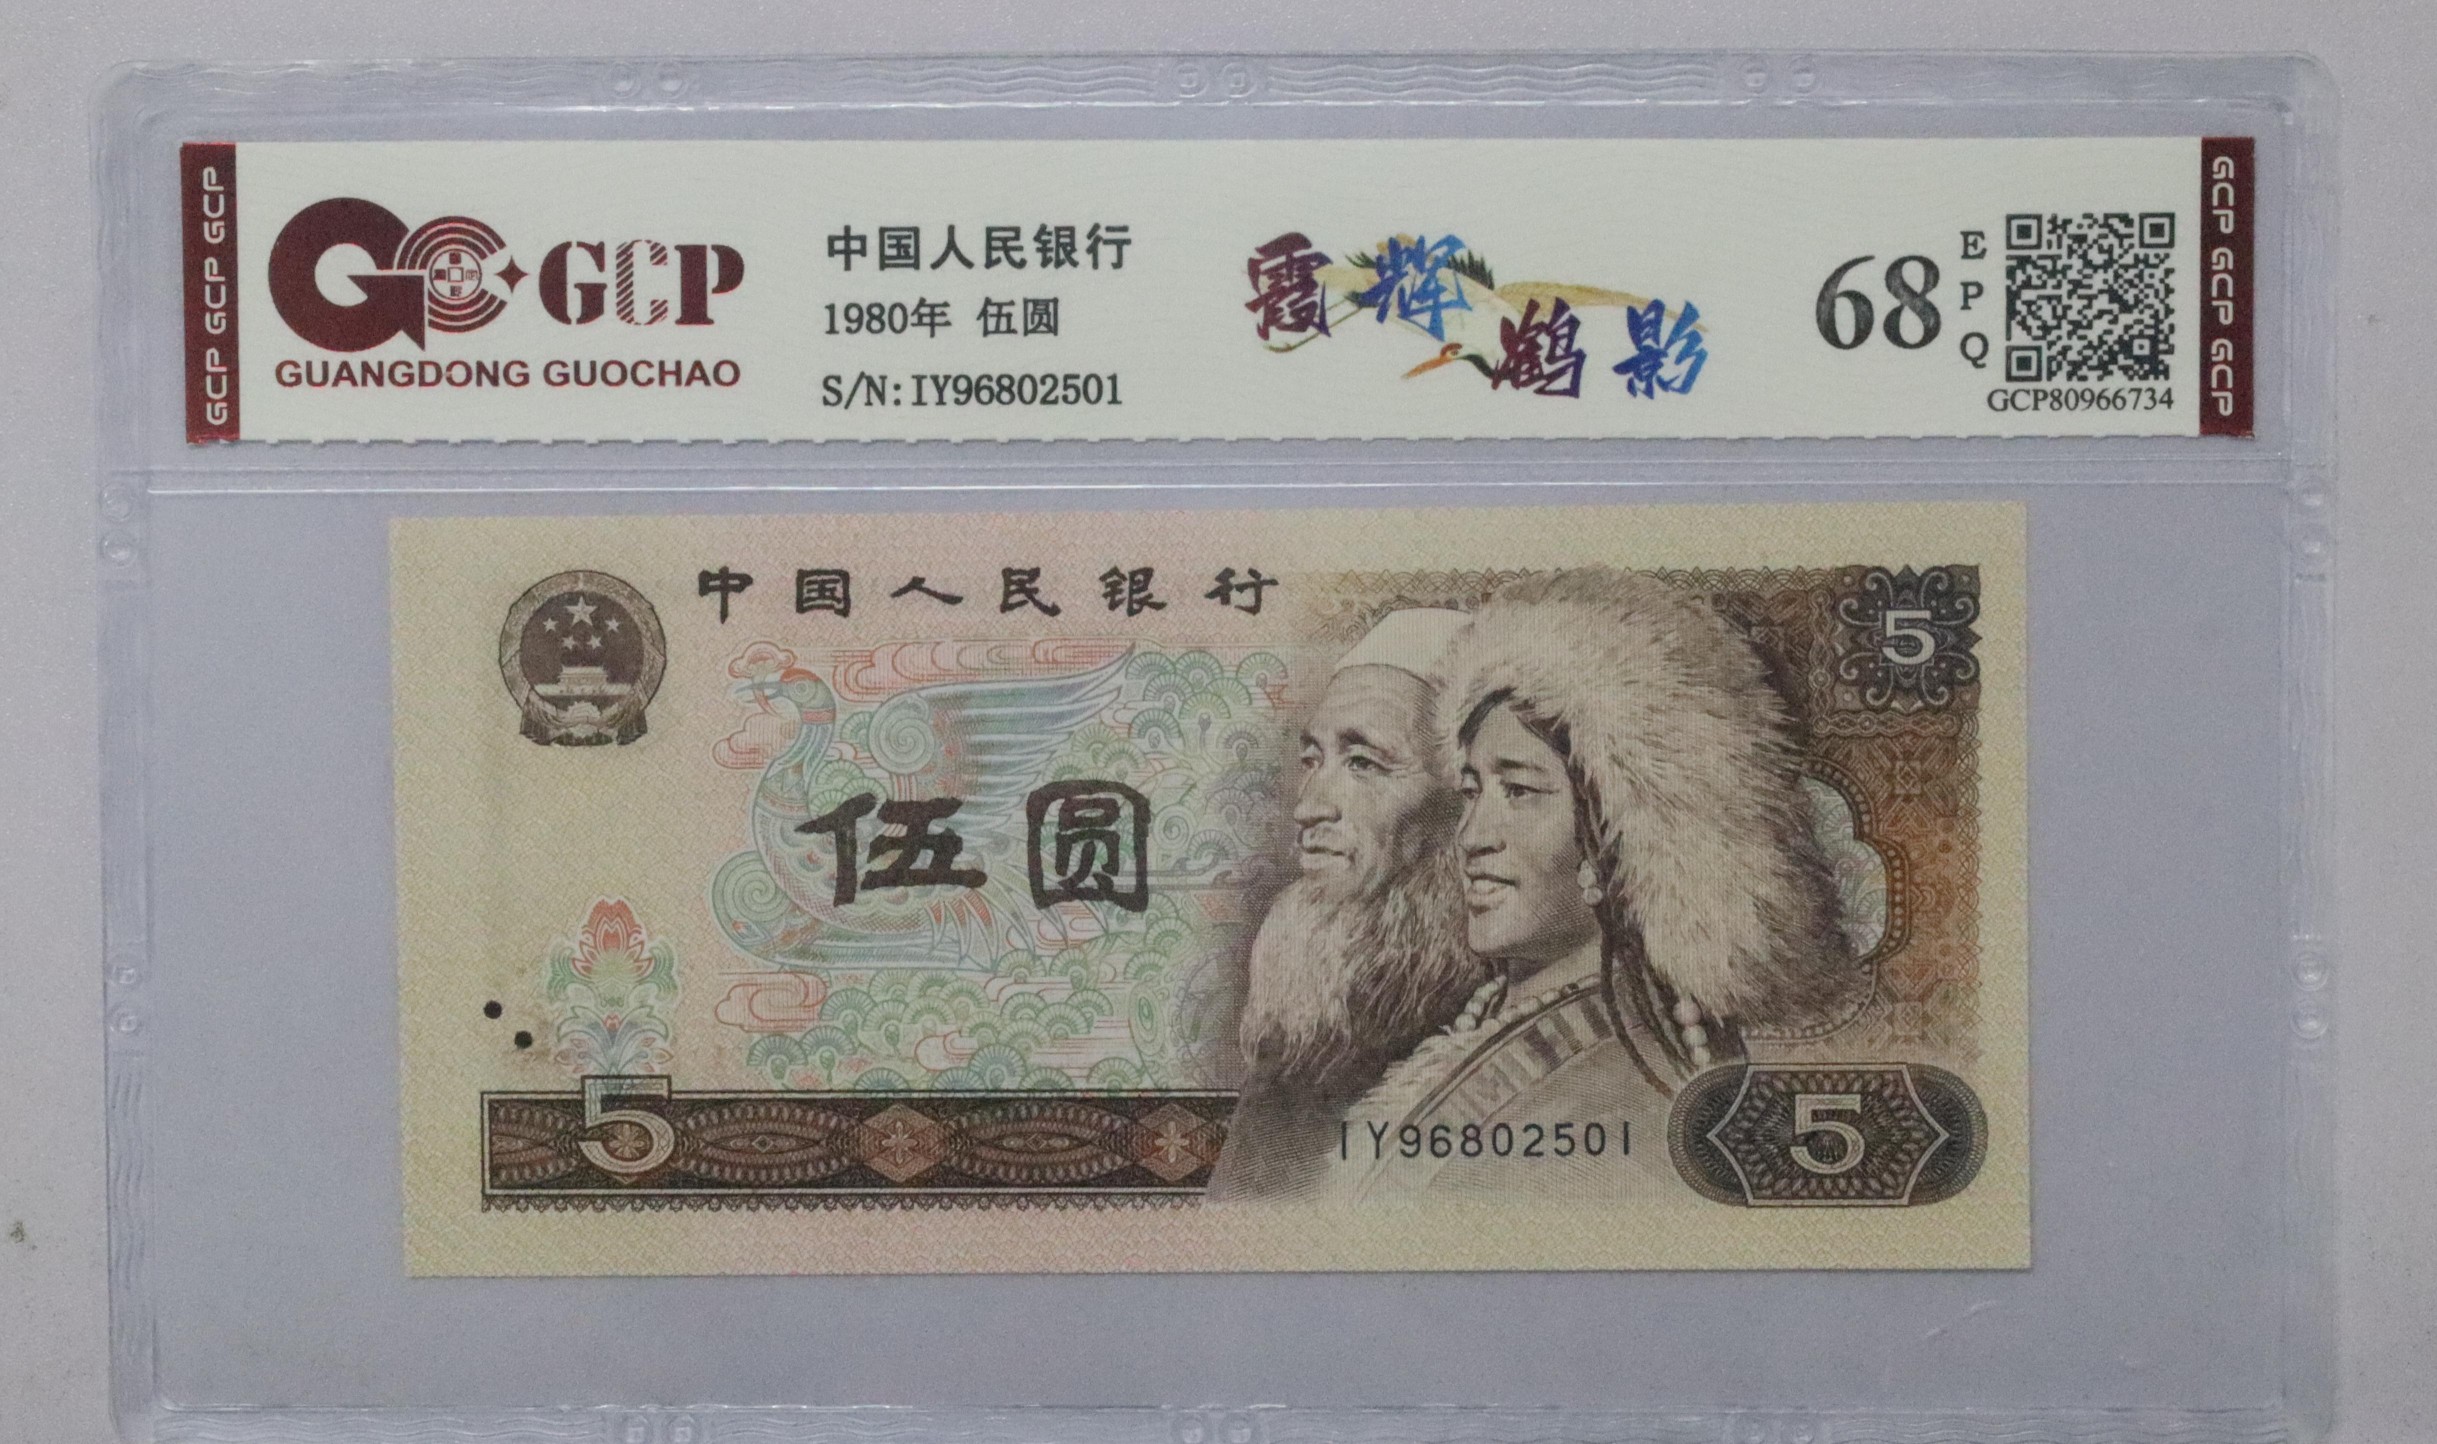 GCP GCP GCP
GCP
GUANGDONG GUOCHAO
中国人民银行
1980年 伍圆
S/N:IY96802501
霞辉
鹤影
68
EPQ
GCP80966734
GCP GCP GCP
中国人民银行
5
伍圆
5
IY96802501
5